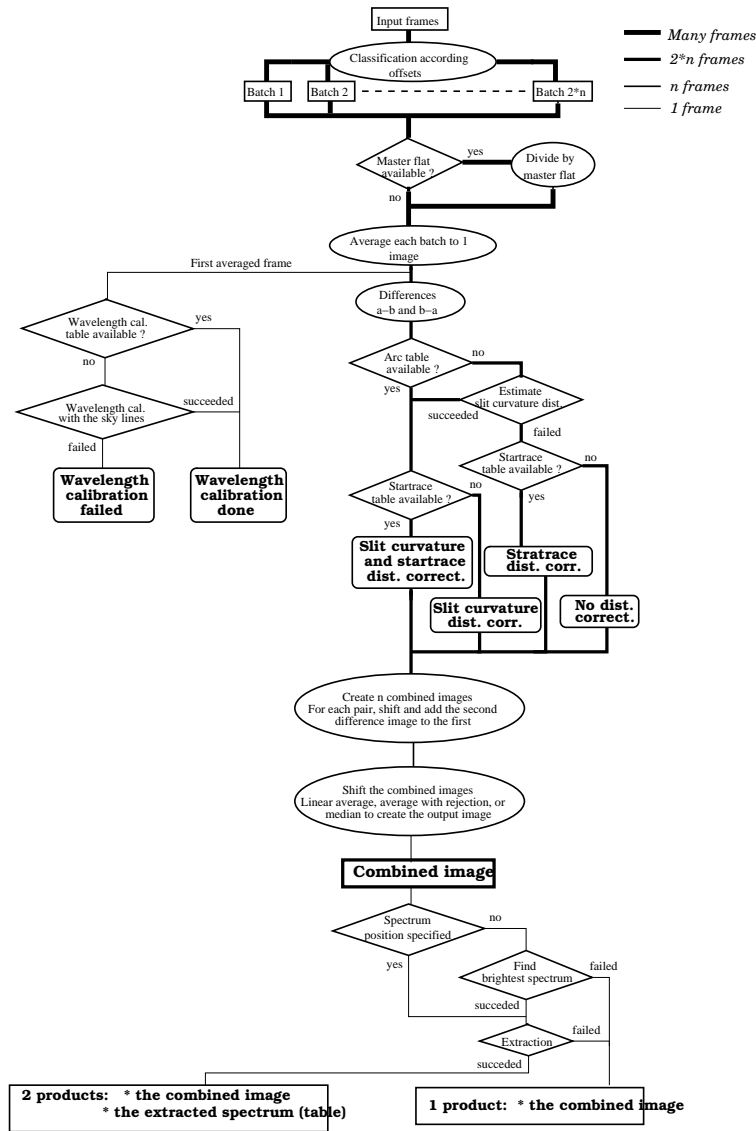 Input frames
Many frames
2*n frames
n frames
1 frame
Classification according
offsets
Batch 1
Batch 2
Batch 2*n
Master flat
available ?
yes
no
Divide by
master flat
Average each batch to 1
image
First averaged frame
Differences
a−b and b−a
Wavelength cal.
table available ?
yes
no
Wavelength cal.
with the sky lines
succeeded
failed
Wavelength
calibration
failed
Wavelength
calibration
done
Arc table
available ?
no
yes
Estimate
slit curvature dist.
succeeded
failed
Startrace
table available ?
no
yes
Startrace
table available ?
no
yes
Slit curvature
and startrace
dist. correct.
Stratrace
dist. corr.
Slit curvature
dist. corr.
No dist.
correct.
Create n combined images
For each pair, shift and add the second
difference image to the first
Shift the combined images
Linear average, average with rejection, or
median to create the output image
Combined image
Spectrum
position specified
no
yes
Find
brightest spectrum
failed
succeded
Extraction
failed
succeded
2 products: * the combined image
* the extracted spectrum (table)
1 product: * the combined image